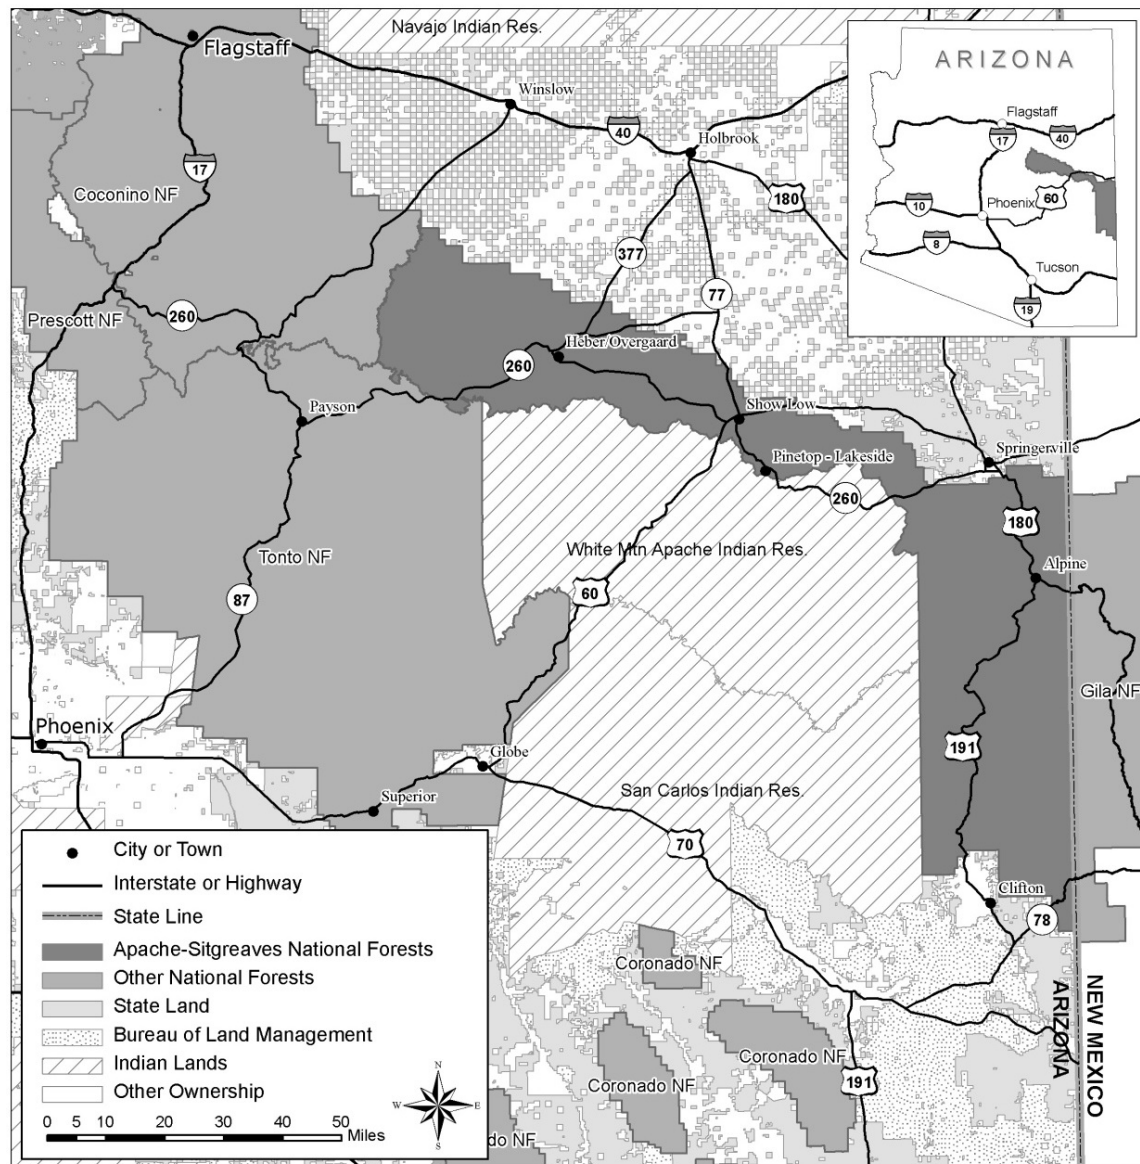 Navajo Indian Res.
Flagstaff
Winslow
40
Holbrook
17
Coconino NF
180
377
77
Prescott NF
260
Heber/Overgaard
260
Payson
Show Low
Pinetop - Lakeside
Springerville
260
180
Tonto NF
White Mtn Apache Indian Res.
Alpine
87
60
Gila NF
Phoenix
191
Globe
San Carlos Indian Res.
Superior
70
Clifton
78
Coronado NF
Coronado NF
Coronado NF
191
do NF
ARIZONA
NEW MEXICO
ARIZONA
Flagstaff
17
40
10
Phoenix
60
8
Tucson
19
City or Town
Interstate or Highway
State Line
Apache-Sitgreaves National Forests
Other National Forests
State Land
Bureau of Land Management
Indian Lands
Other Ownership
0 5 10 20 30 40 50
Miles
N
W E
S